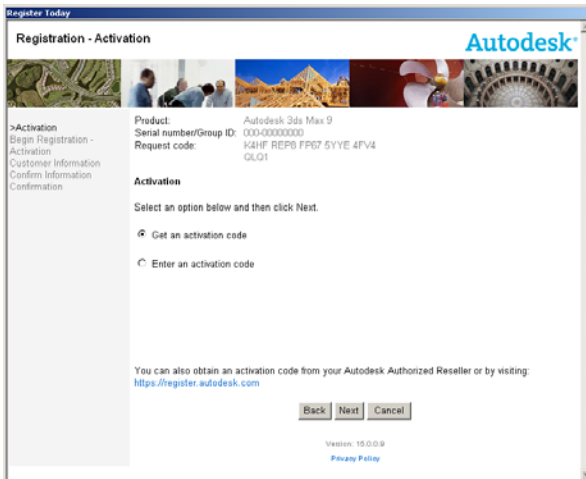 Register Today
Registration - Activation
Autodesk®
>Activation
Begin Registration -
Activation
Customer Information
Confirm Information
Confirmation
Product: Autodesk 3ds Max 9
Serial number/Group ID: 000-00000000
Request code: K4HF REP8 FP67 5YYE 4FV4
QLQ1
Activation
Select an option below and then click Next.
Get an activation code
Enter an activation code
You can also obtain an activation code from your Autodesk Authorized Reseller or by visiting:
https://register.autodesk.com
Back Next Cancel
Version: 15.0.0.9
Privacy Policy